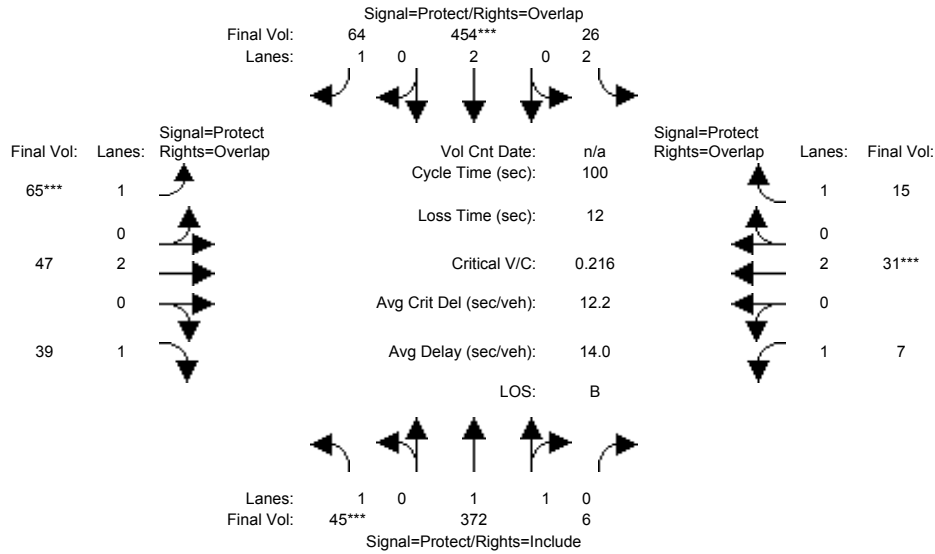 Signal=Protect/Rights=Overlap
Final Vol: 64 454*** 26
Lanes: 1 0 2 0 2
Signal=Protect
Final Vol: Lanes: Rights=Overlap
Vol Cnt Date: n/a
Signal=Protect
Rights=Overlap Lanes: Final Vol:
Cycle Time (sec): 100
65*** 1
1 15
Loss Time (sec): 12
0
0
47 2
Critical V/C: 0.216
2 31***
0
Avg Crit Del (sec/veh): 12.2
0
39 1
Avg Delay (sec/veh): 14.0
1 7
LOS: B
Lanes: 1 0 1 1 0
Final Vol: 45*** 372 6
Signal=Protect/Rights=Include